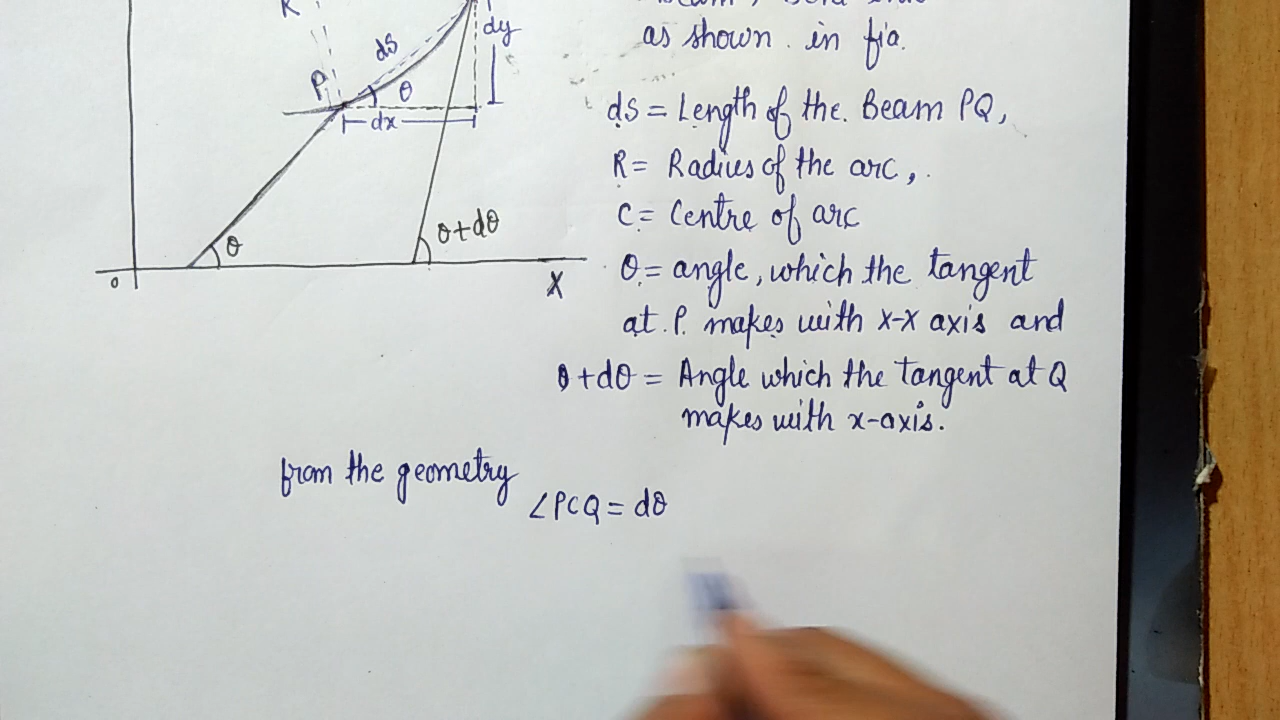 R
dy
ds
as shown. in fig.
P
θ
dx
ds = Length of the. Beam PQ,
R = Radius of the arc,.
C = Centre of arc
θ
θ+dθ
θ = angle, which the tangent
o
X
at. P. makes with x-x axis and
θ+dθ = Angle which the tangent at Q
makes with x-axis.
from the geometry
∠PCQ = dθ